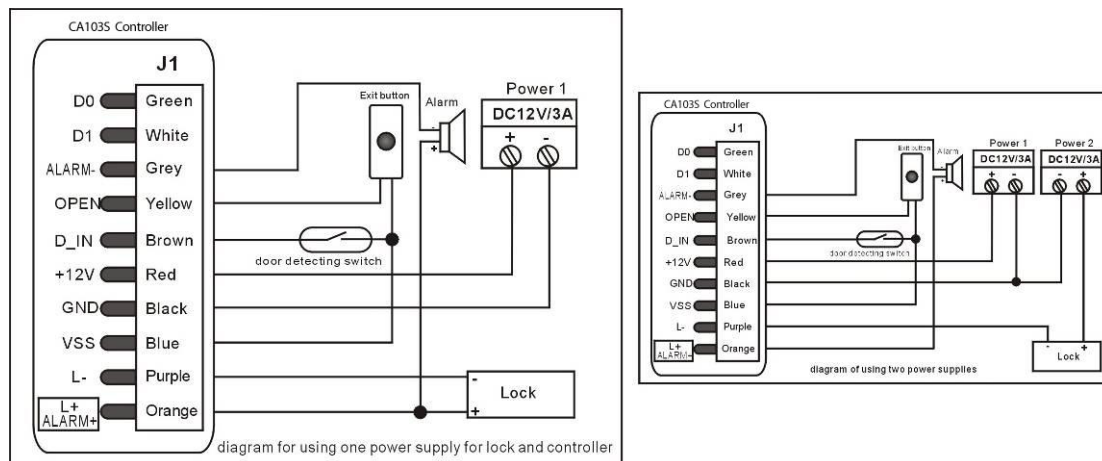 CA103S Controller
J1
D0 Green
D1 White
ALARM- Grey
OPEN Yellow
D_IN Brown
+12V Red
GND Black
VSS Blue
L- Purple
L+
ALARM+ Orange
Exit button
Alarm
-
+
Power 1
DC12V/3A
+ -
door detecting switch
-
+
Lock
diagram for using one power supply for lock and controller
CA103S Controller
J1
D0 Green
D1 White
ALARM- Grey
OPEN Yellow
D_IN Brown
+12V Red
GND Black
VSS Blue
L- Purple
L+
ALARM+ Orange
Exit button
Alarm
-
+
Power 1
DC12V/3A
+ -
Power 2
DC12V/3A
- +
door detecting switch
- +
Lock
diagram of using two power supplies